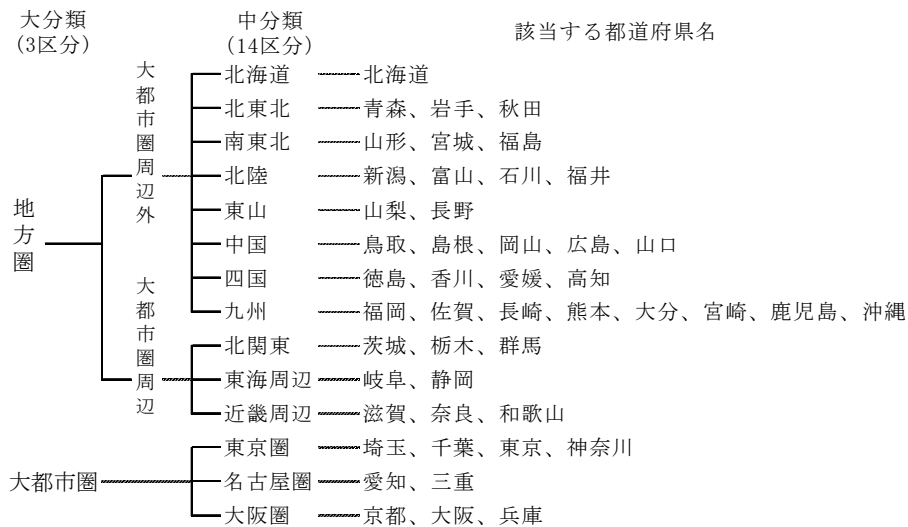 大分類
(3区分)
中分類
(14区分)
該当する都道府県名
地方圏
大都市圏周辺外
北海道 北海道
北東北 青森、岩手、秋田
南東北 山形、宮城、福島
北陸 新潟、富山、石川、福井
東山 山梨、長野
中国 鳥取、島根、岡山、広島、山口
四国 徳島、香川、愛媛、高知
九州 福岡、佐賀、長崎、熊本、大分、宮崎、鹿児島、沖縄
大都市圏周辺
北関東 茨城、栃木、群馬
東海周辺 岐阜、静岡
近畿周辺 滋賀、奈良、和歌山
大都市圏
東京圏 埼玉、千葉、東京、神奈川
名古屋圏 愛知、三重
大阪圏 京都、大阪、兵庫